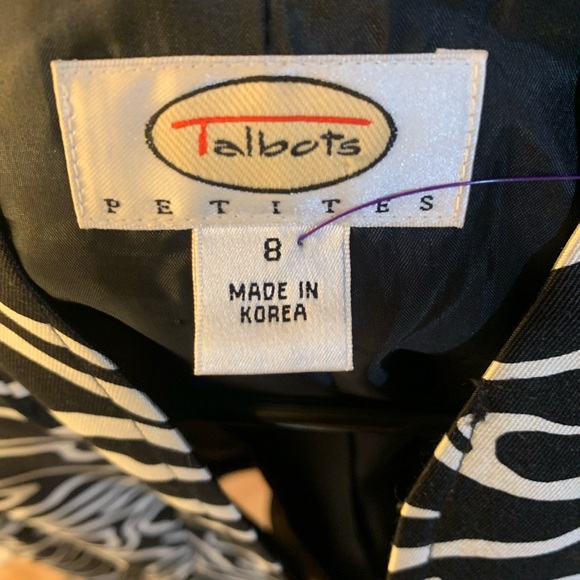 Talbots
PETITES
8
MADE IN
KOREA